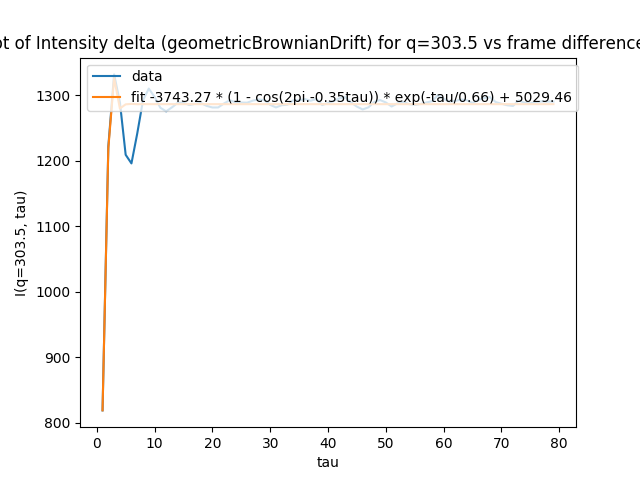 ot of Intensity delta (geometricBrownianDrift) for q=303.5 vs frame difference
data
fit -3743.27 * (1 - cos(2pi.-0.35tau)) * exp(-tau/0.66) + 5029.46
1300
1200
1100
1000
900
800
I(q=303.5, tau)
0 10 20 30 40 50 60 70 80
tau